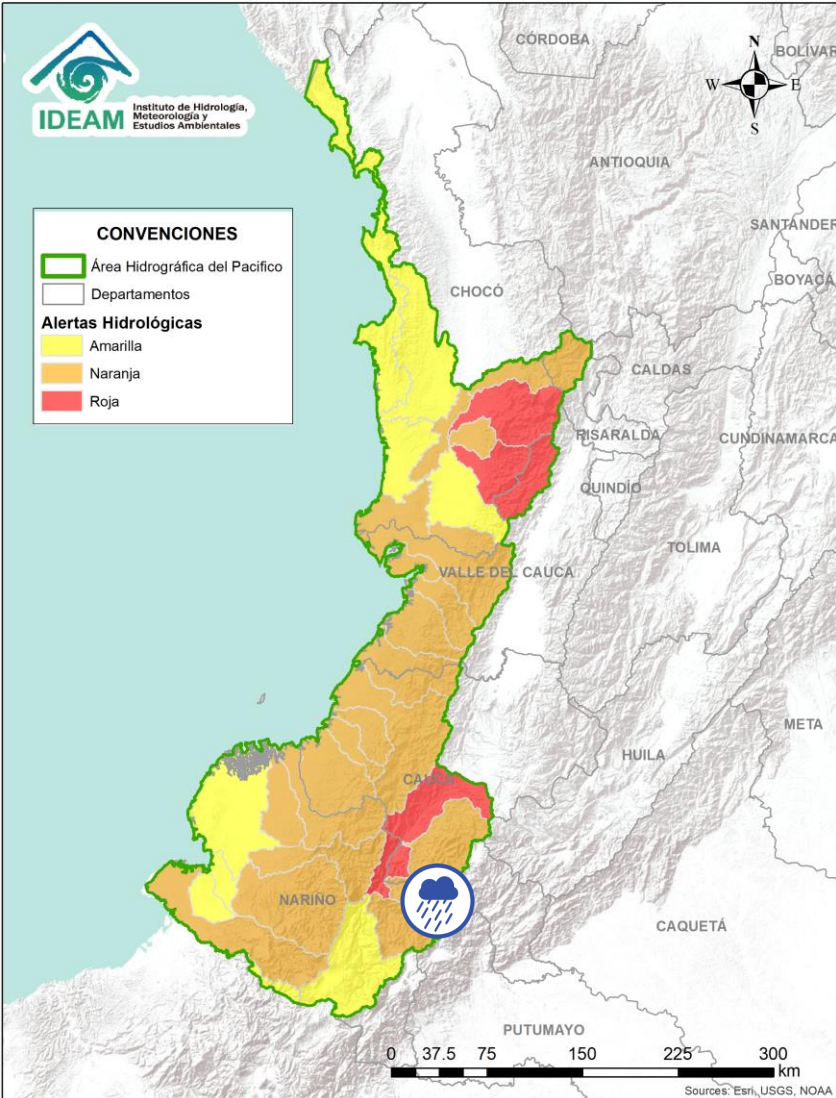 IDEAM
Instituto de Hidrología,
Meteorología y
Estudios Ambientales
CÓRDOBA
BOLÍVAR
N
W
E
S
ANTIOQUIA
SANTANDER
BOYACÁ
CONVENCIONES
Área Hidrográfica del Pacifico
Departamentos
Alertas Hidrológicas
Amarilla
Naranja
Roja
CHOCÓ
CALDAS
RISARALDA
CUNDINAMARCA
QUINDÍO
TOLIMA
VALLE DEL CAUCA
META
HUILA
CAUCA
NARIÑO
CAQUETÁ
PUTUMAYO
0 37.5 75 150 225 300
km
Sources: Esri, USGS, NOAA